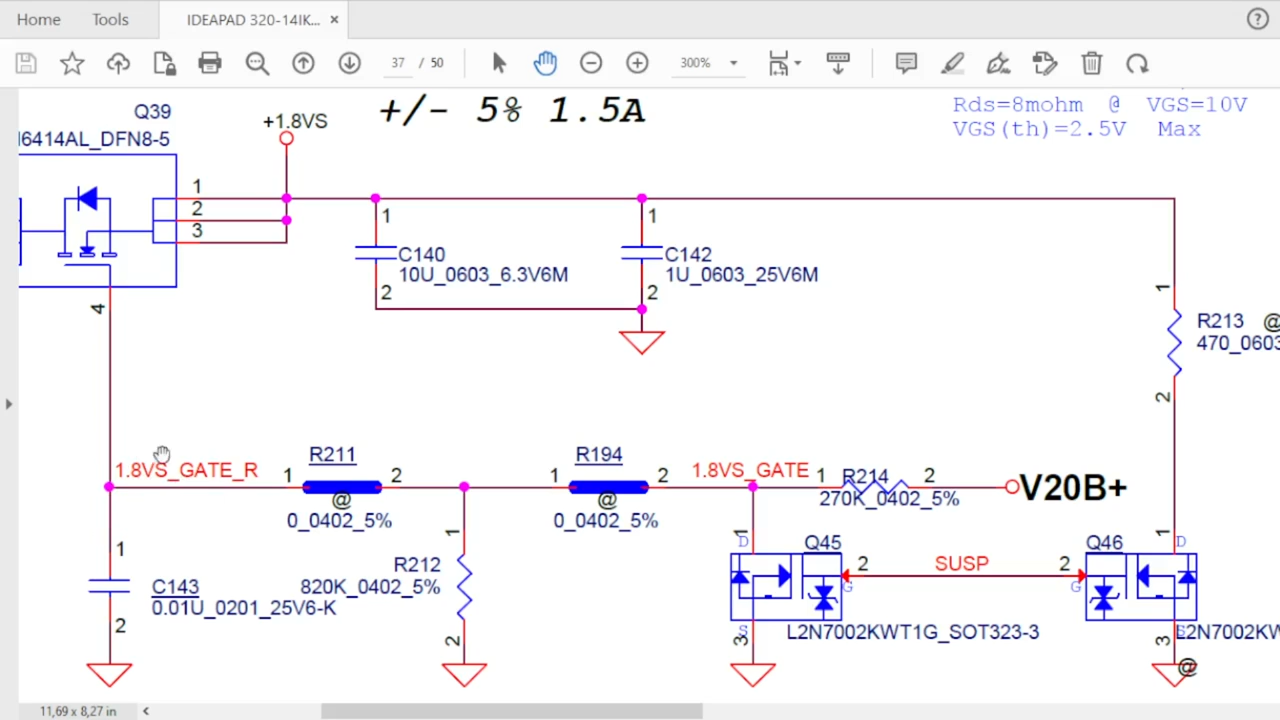 Home
Tools
IDEAPAD 320-14IK...
×
?
37 / 50
300%
Q39
+1.8VS
+/- 5% 1.5A
Rds=8mohm @ VGS=10V
6414AL_DFN8-5
VGS(th)=2.5V Max
1
2
3
1
1
C140
C142
10U_0603_6.3V6M
1U_0603_25V6M
2
2
4
1
R213 @
470_0603
2
R211
R194
1.8VS_GATE_R
1
2
1
2
1.8VS_GATE
1
R214
2
V20B+
@
@
270K_0402_5%
0_0402_5%
0_0402_5%
1
1
D
Q45
Q46
1
D
1
R212
820K_0402_5%
2
SUSP
2
G
G
C143
0.01U_0201_25V6-K
2
2
3
S
L2N7002KWT1G_SOT323-3
3
S
L2N7002KW
@
11,69 x 8,27 in